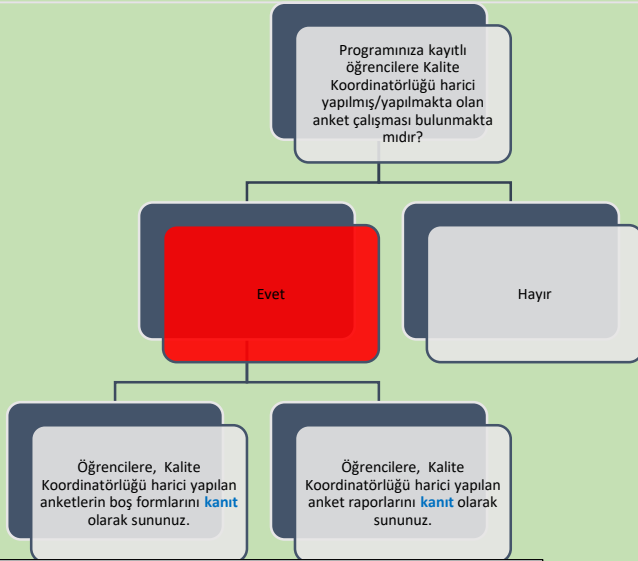 Programınıza kayıtlı
öğrencilere Kalite
Koordinatörlüğü harici
yapılmış/yapılmakta olan
anket çalışması bulunmakta
mıdır?
Evet
Hayır
Öğrencilere, Kalite
Koordinatörlüğü harici yapılan
anketlerin boş formlarını kanıt
olarak sununuz.
Öğrencilere, Kalite
Koordinatörlüğü harici yapılan
anket raporlarını kanıt olarak
sununuz.